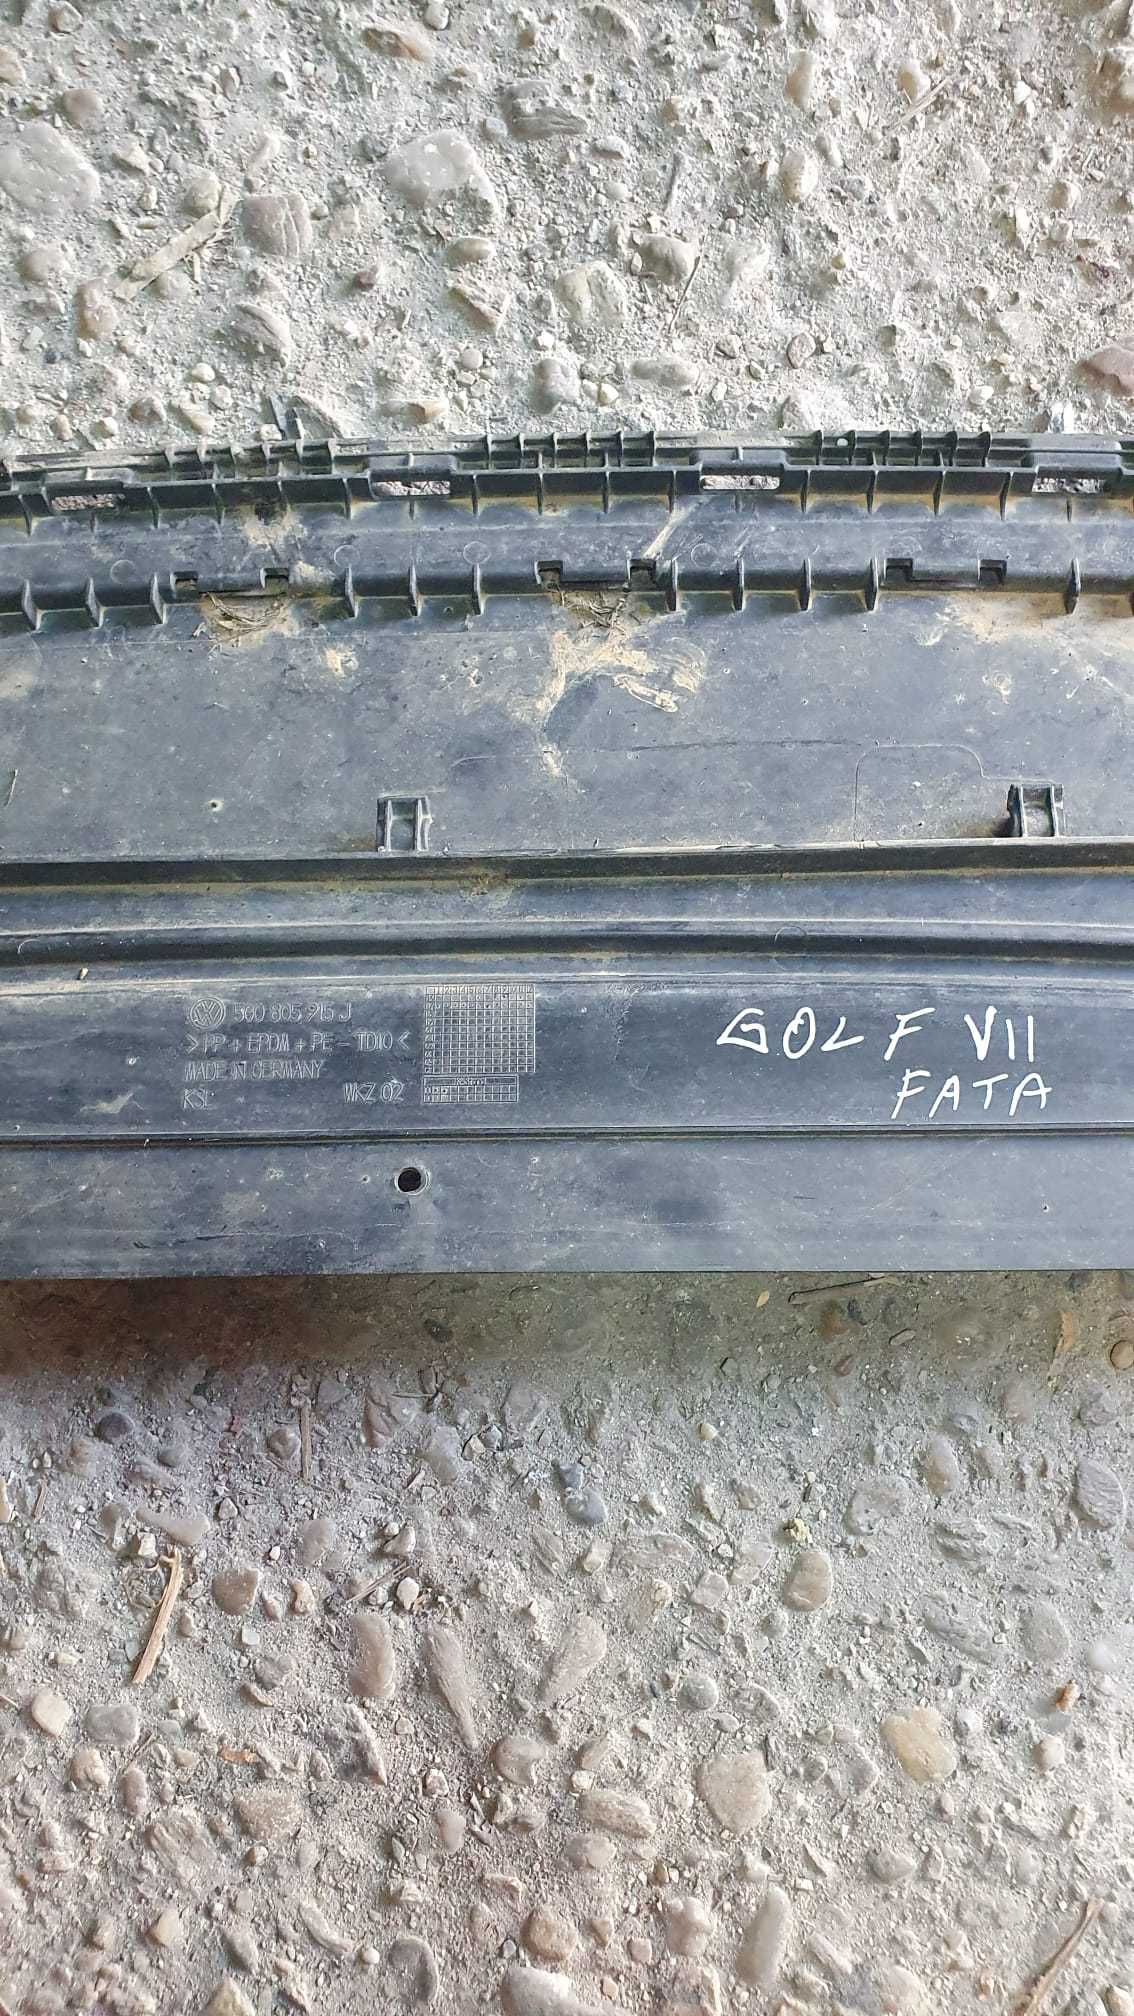 5G0 805 915 J
>PP + EPDM + PE - TD10<
MADE IN GERMANY
KSL WKZ 02
GOLF VII
FATA